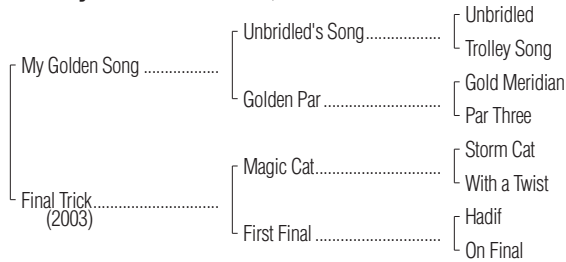 Unbridled
Unbridled's Song..................
Trolley Song
My Golden Song ..................
Gold Meridian
Golden Par ............................
Par Three
Storm Cat
Magic Cat..............................
With a Twist
Final Trick..............................
(2003)
Hadif
First Final ..............................
On Final